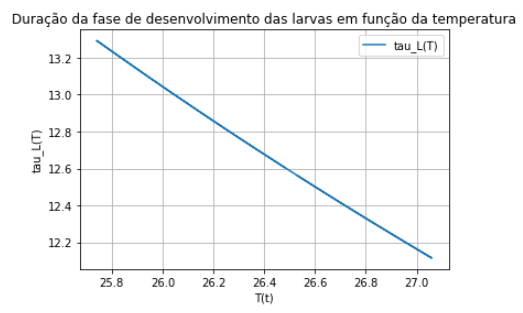 Duração da fase de desenvolvimento das larvas em função da temperatura
tau_L(T)
13.2
13.0
12.8
12.6
12.4
12.2
tau_L(T)
25.8 26.0 26.2 26.4 26.6 26.8 27.0
T(t)